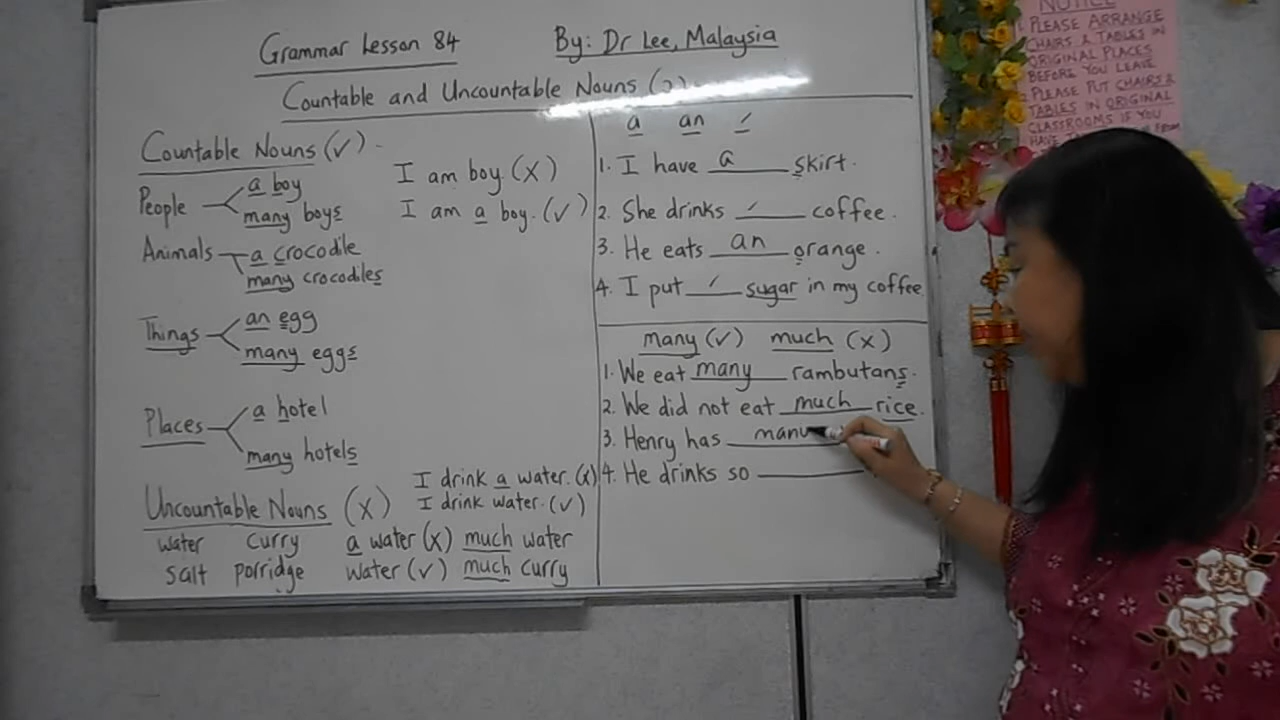 Grammar Lesson 84 By: Dr Lee, Malaysia
Countable and Uncountable Nouns
Countable Nouns (✓)
People
a boy
many boys
I am boy. (X)
I am a boy. (✓)
Animals
a crocodile
many crocodiles
Things
an egg
many eggs
Places
a hotel
many hotels
I drink a water. (X)
I drink water. (✓)
Uncountable Nouns (X)
water curry a water (X) much water
salt porridge water (✓) much curry
a an /
1. I have a skirt.
2. She drinks / coffee.
3. He eats an orange.
4. I put / sugar in my coffee
many (✓) much (X)
1. We eat many rambutans.
2. We did not eat much rice.
3. Henry has many
4. He drinks so
NOTICE
PLEASE ARRANGE
CHAIRS & TABLES IN
ORIGINAL PLACES
BEFORE YOU LEAVE
PLEASE PUT CHAIRS &
TABLES IN ORIGINAL
CLASSROOMS IF YOU